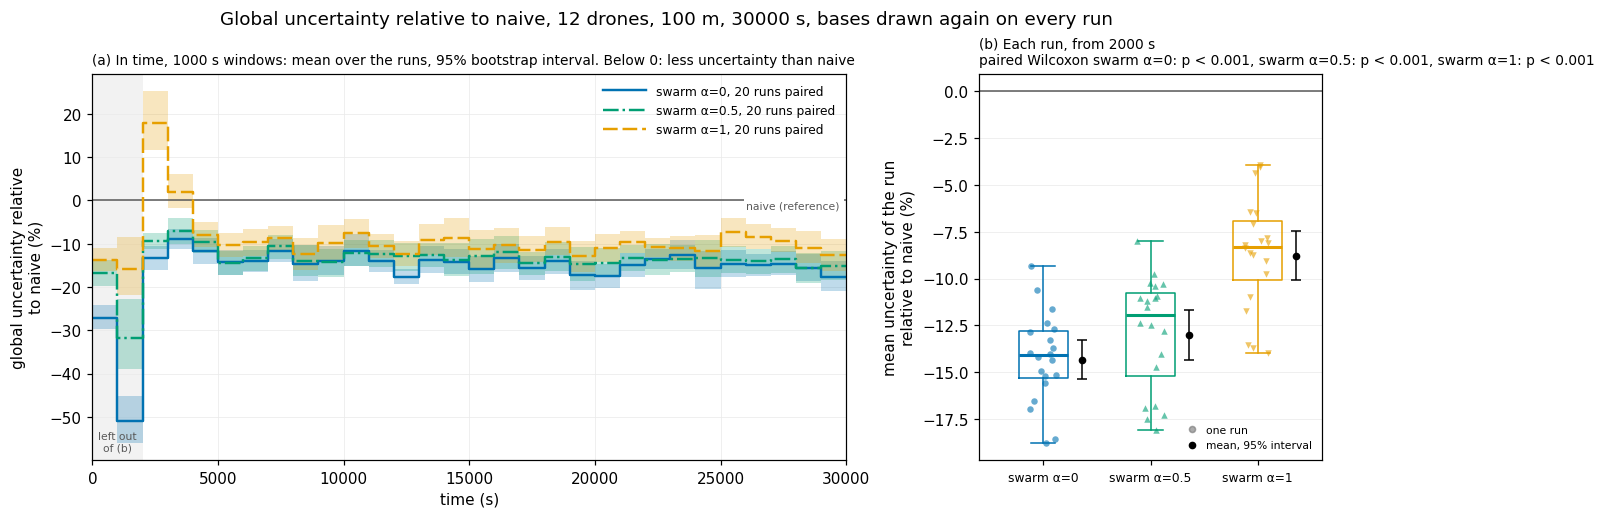 Global uncertainty relative to naive, 12 drones, 100 m, 30000 s, bases drawn again on every run
(a) In time, 1000 s windows: mean over the runs, 95% bootstrap interval. Below 0: less uncertainty than naive
global uncertainty relative
to naive (%)
20
10
0
−10
−20
−30
−40
−50
swarm α=0, 20 runs paired
swarm α=0.5, 20 runs paired
swarm α=1, 20 runs paired
naive (reference)
left out
of (b)
0
5000
10000
15000
20000
25000
30000
time (s)
(b) Each run, from 2000 s
paired Wilcoxon swarm α=0: p < 0.001, swarm α=0.5: p < 0.001, swarm α=1: p < 0.001
mean uncertainty of the run
relative to naive (%)
0.0
−2.5
−5.0
−7.5
−10.0
−12.5
−15.0
−17.5
one run
mean, 95% interval
swarm α=0
swarm α=0.5
swarm α=1